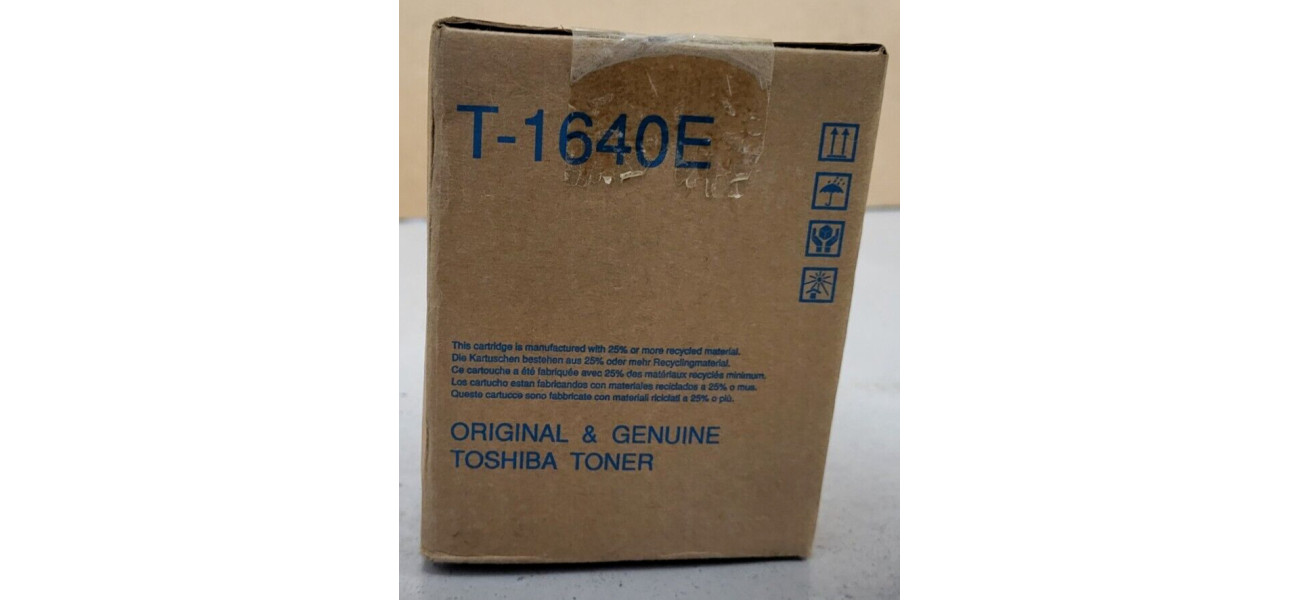 T-1640E
This cartridge is manufactured with 25% or more recycled material.
Die Kartuschen bestehen aus 25% oder mehr Recyclingmaterial.
Ce cartouche a été fabriquée avec 25% des matériaux recyclés minimum.
Los cartucho estan fabricandos con materiales reciclados a 25% o mus.
Queste cartucce sono fabbricate con materiali riciclati a 25% o più.
ORIGINAL & GENUINE
TOSHIBA TONER